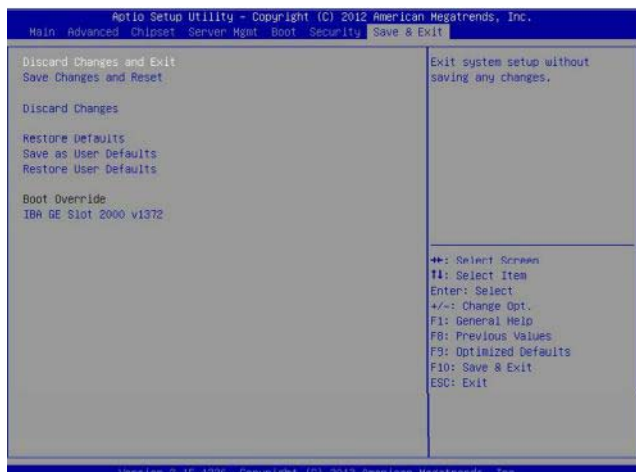 Aptio Setup Utility - Copyright (C) 2012 American Megatrends, Inc.
Main Advanced Chipset Server Mgmt Boot Security Save & Exit
Discard Changes and Exit
Save Changes and Reset
Discard Changes
Restore Defaults
Save as User Defaults
Restore User Defaults
Boot Override
IBA GE Slot 2000 v1372
Exit system setup without
saving any changes.
→←: Select Screen
↑↓: Select Item
Enter: Select
+/-: Change Opt.
F1: General Help
F8: Previous Values
F9: Optimized Defaults
F10: Save & Exit
ESC: Exit
Version 2.15.1236. Copyright (C) 2012 American Megatrends, Inc.